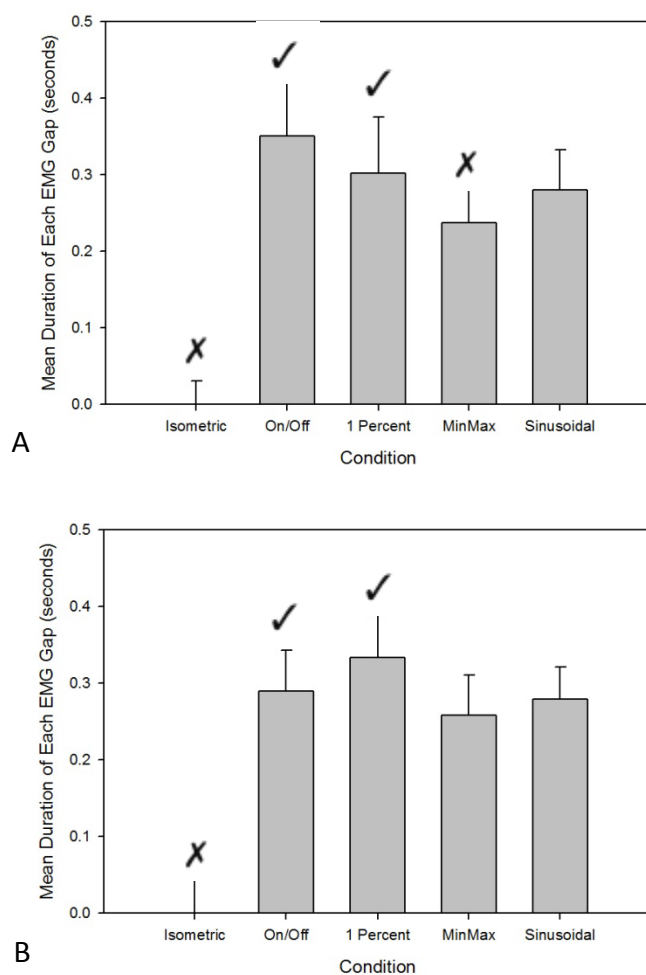 0.5
0.4
0.3
0.2
0.1
0.0
Mean Duration of Each EMG Gap (seconds)
✓
✓
✗
✗
Isometric On/Off 1 Percent MinMax Sinusoidal
Condition
A
0.5
0.4
0.3
0.2
0.1
0.0
Mean Duration of Each EMG Gap (seconds)
✓
✓
✗
Isometric On/Off 1 Percent MinMax Sinusoidal
Condition
B